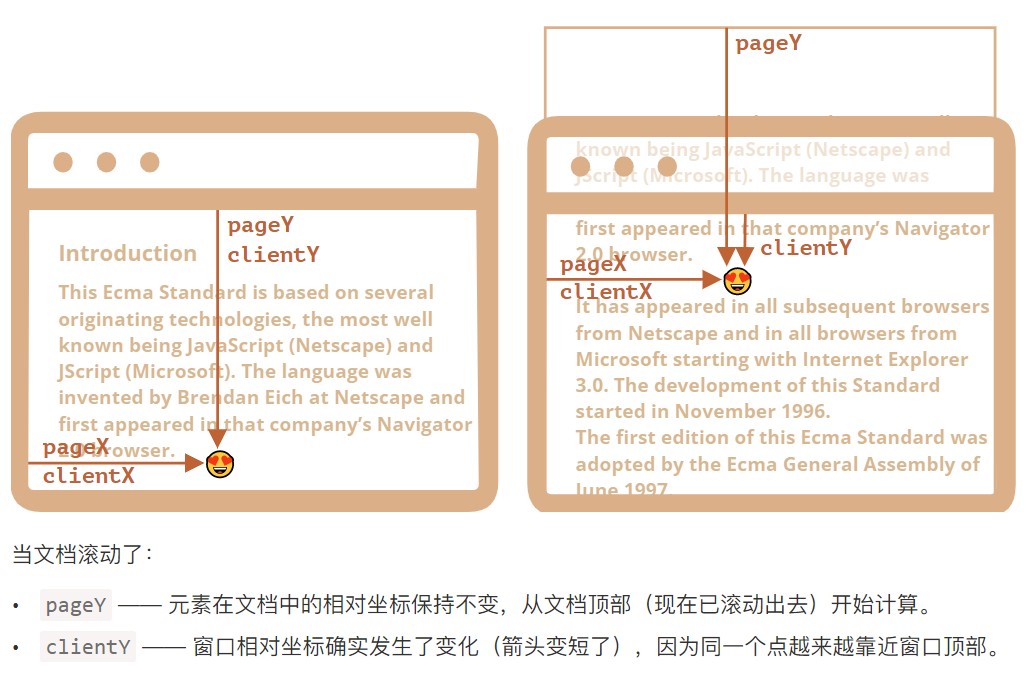 pageY
clientY
Introduction
This Ecma Standard is based on several
originating technologies, the most well
known being JavaScript (Netscape) and
JScript (Microsoft). The language was
invented by Brendan Eich at Netscape and
first appeared in that company’s Navigator
2.0 browser.
pageX
clientX
pageY
known being JavaScript (Netscape) and
JScript (Microsoft). The language was
first appeared in that company’s Navigator
2.0 browser.
clientY
pageX
clientX
It has appeared in all subsequent browsers
from Netscape and in all browsers from
Microsoft starting with Internet Explorer
3.0. The development of this Standard
started in November 1996.
The first edition of this Ecma Standard was
adopted by the Ecma General Assembly of
June 1997
当文档滚动了：
• pageY —— 元素在文档中的相对坐标保持不变，从文档顶部（现在已滚动出去）开始计算。
• clientY —— 窗口相对坐标确实发生了变化（箭头变短了），因为同一个点越来越靠近窗口顶部。